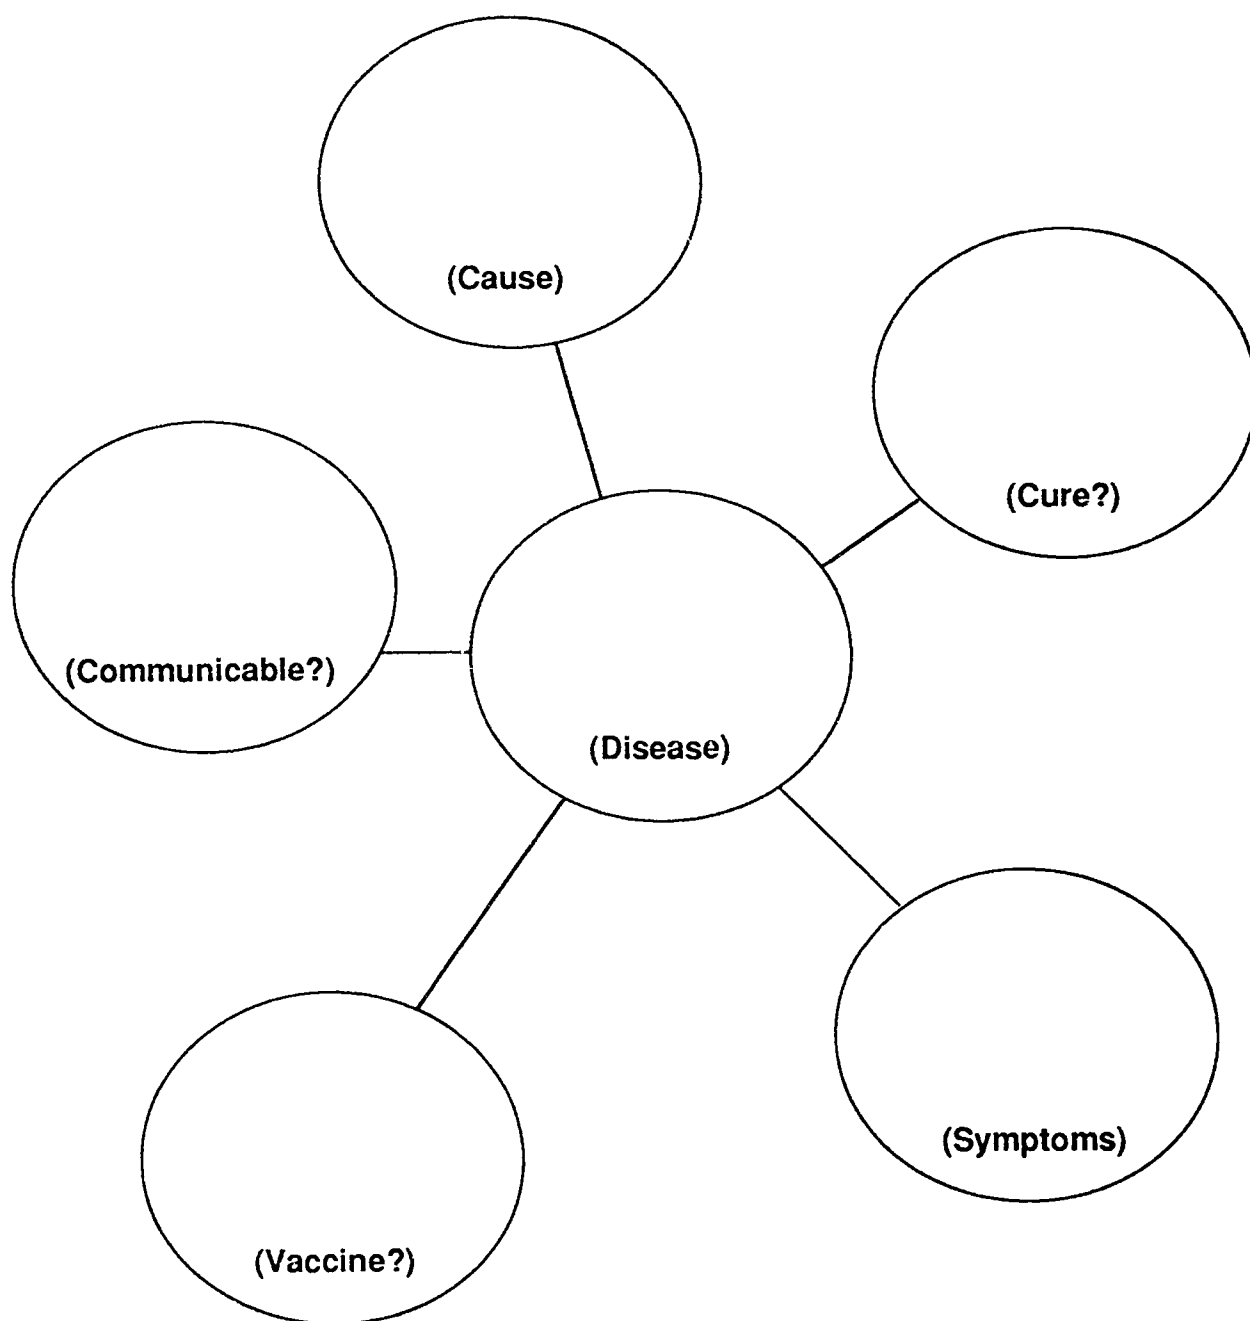 (Cause)
(Cure?)
(Communicable?)
(Disease)
(Symptoms)
(Vaccine?)